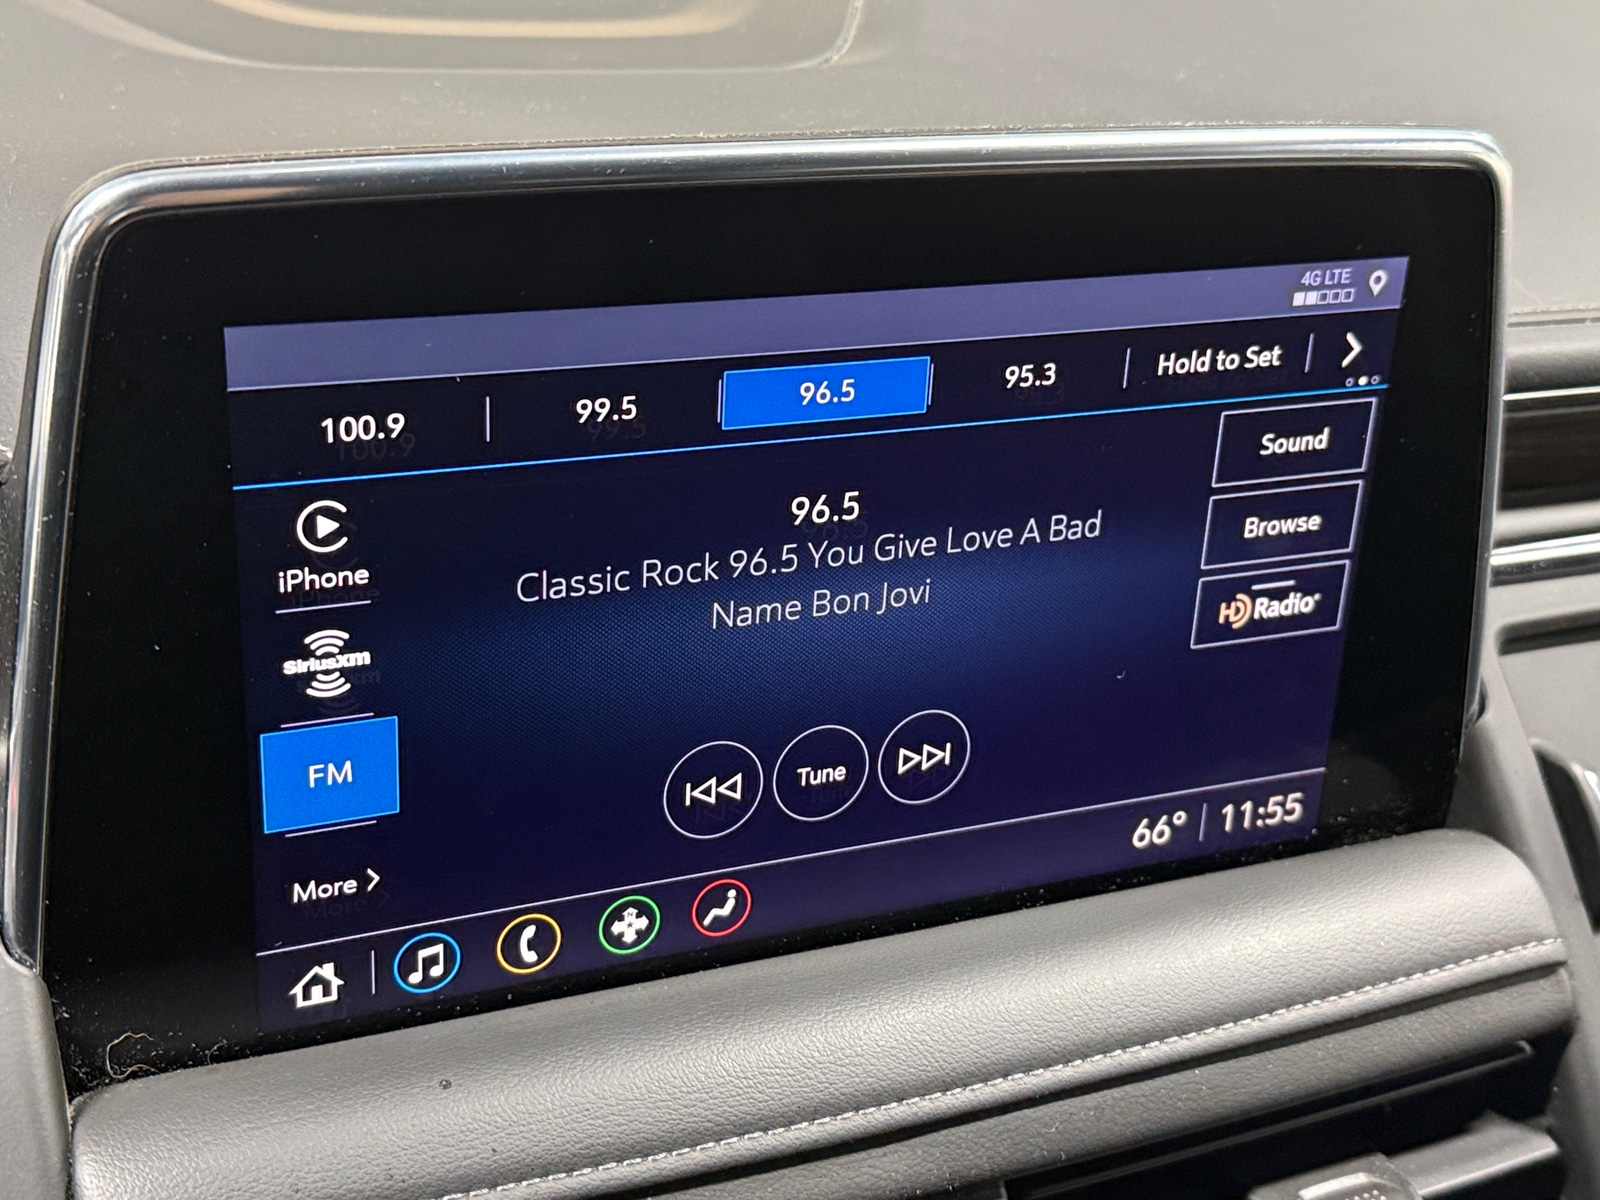 4G LTE
100.9
99.5
96.5
95.3
Hold to Set
iPhone
SiriusXm
FM
More
96.5
Classic Rock 96.5 You Give Love A Bad
Name Bon Jovi
Tune
Sound
Browse
HD Radio
66° 11:55